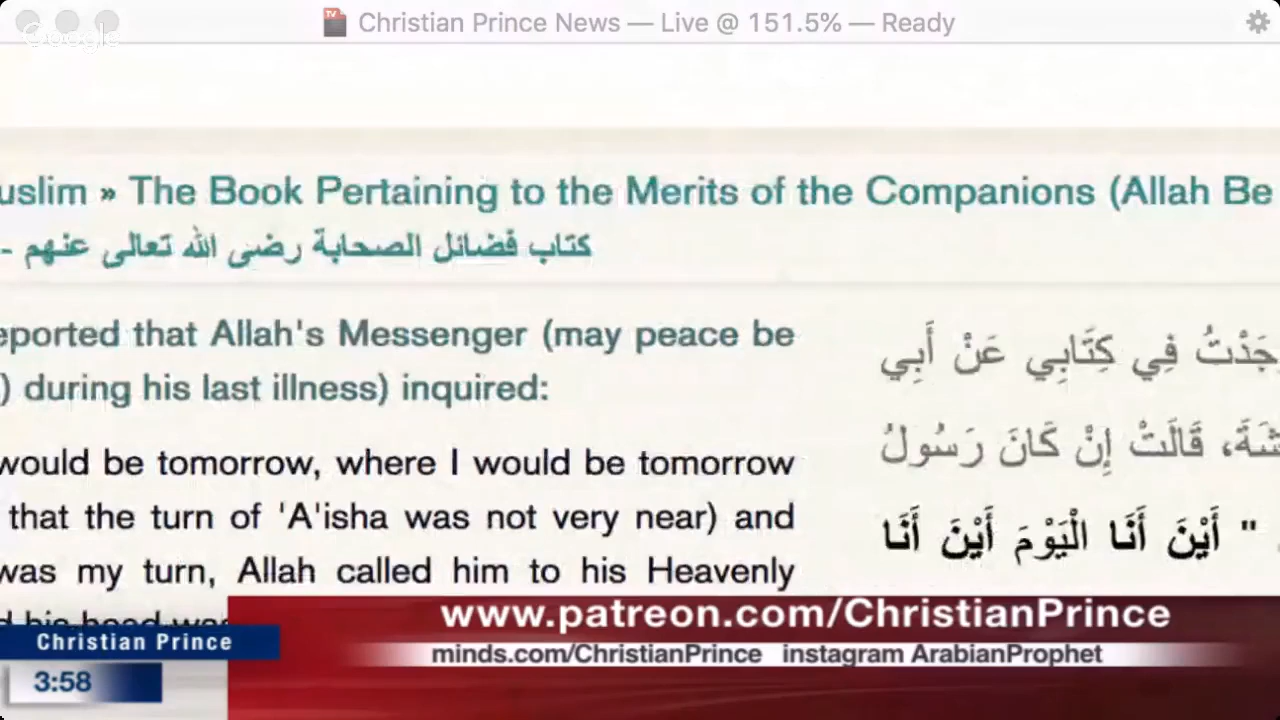 Christian Prince News — Live @ 151.5% — Ready
Google
uslim » The Book Pertaining to the Merits of the Companions (Allah Be
كتاب فضائل الصحابة رضى الله تعالى عنهم -
eported that Allah's Messenger (may peace be
) during his last illness) inquired:
would be tomorrow, where I would be tomorrow
that the turn of 'A'isha was not very near) and
was my turn, Allah called him to his Heavenly
جَدْتُ فِي كِتَابِي عَنْ أَبِي
شَةَ، قَالَتْ إِنْ كَانَ رَسُولُ
" أَيْنَ أَنَا الْيَوْمَ أَيْنَ أَنَا
www.patreon.com/ChristianPrince
minds.com/ChristianPrince instagram ArabianProphet
Christian Prince
3:58